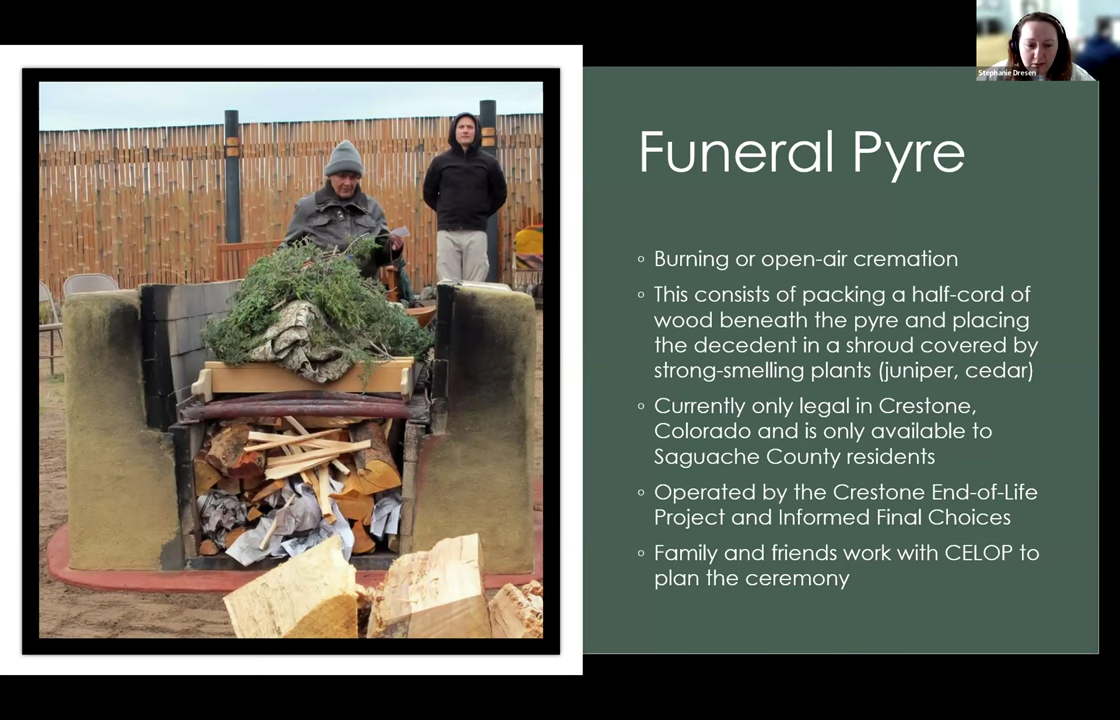 Stephanie Dresen
Funeral Pyre
Burning or open-air cremation
This consists of packing a half-cord of
wood beneath the pyre and placing
the decedent in a shroud covered by
strong-smelling plants (juniper, cedar)
Currently only legal in Crestone,
Colorado and is only available to
Saguache County residents
Operated by the Crestone End-of-Life
Project and Informed Final Choices
Family and friends work with CELOP to
plan the ceremony